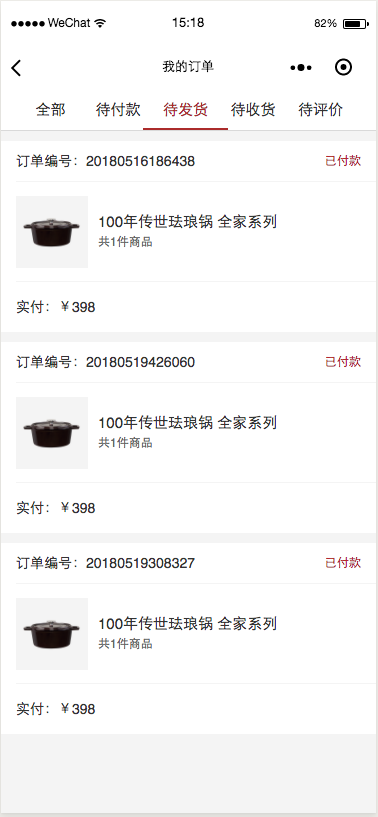 WeChat 15:18 82%
我的订单
全部 待付款 待发货 待收货 待评价
订单编号：20180516186438 已付款
100年传世珐琅锅 全家系列
共1件商品
实付：￥398
订单编号：20180519426060 已付款
100年传世珐琅锅 全家系列
共1件商品
实付：￥398
订单编号：20180519308327 已付款
100年传世珐琅锅 全家系列
共1件商品
实付：￥398